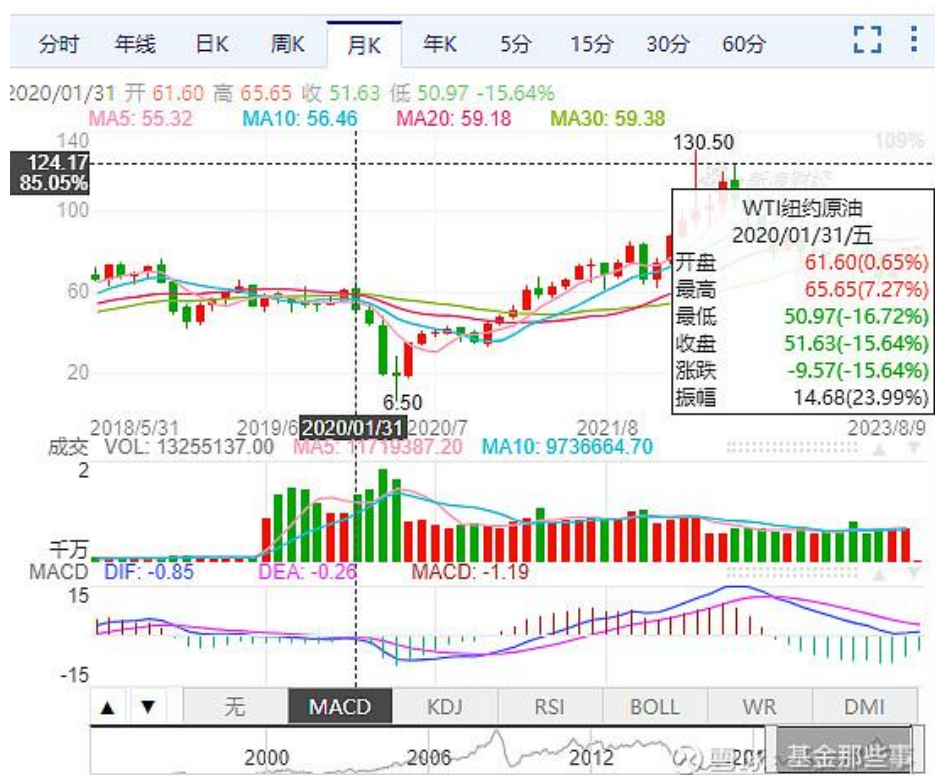 分时 年线 日K 周K 月K 年K 5分 15分 30分 60分
2020/01/31 开 61.60 高 65.65 收 51.63 低 50.97 -15.64%
MA5: 55.32 MA10: 56.46 MA20: 59.18 MA30: 59.38
140 130.50 109%
124.17
85.05%
新浪财经
100
WTI纽约原油
2020/01/31/五
开盘 61.60(0.65%)
最高 65.65(7.27%)
60
最低 50.97(-16.72%)
收盘 51.63(-15.64%)
涨跌 -9.57(-15.64%)
20
振幅 14.68(23.99%)
6.50
2018/5/31 2019/6 2020/01/31 2020/7 2021/8 2023/8/9
成交 VOL: 13255137.00 MA5: 11719387.20 MA10: 9736664.70
2
千万
MACD DIF: -0.85 DEA: -0.26 MACD: -1.19
15
-15
▲ ▼ 无 MACD KDJ RSI BOLL WR DMI
2000 2006 2012
基金那些事